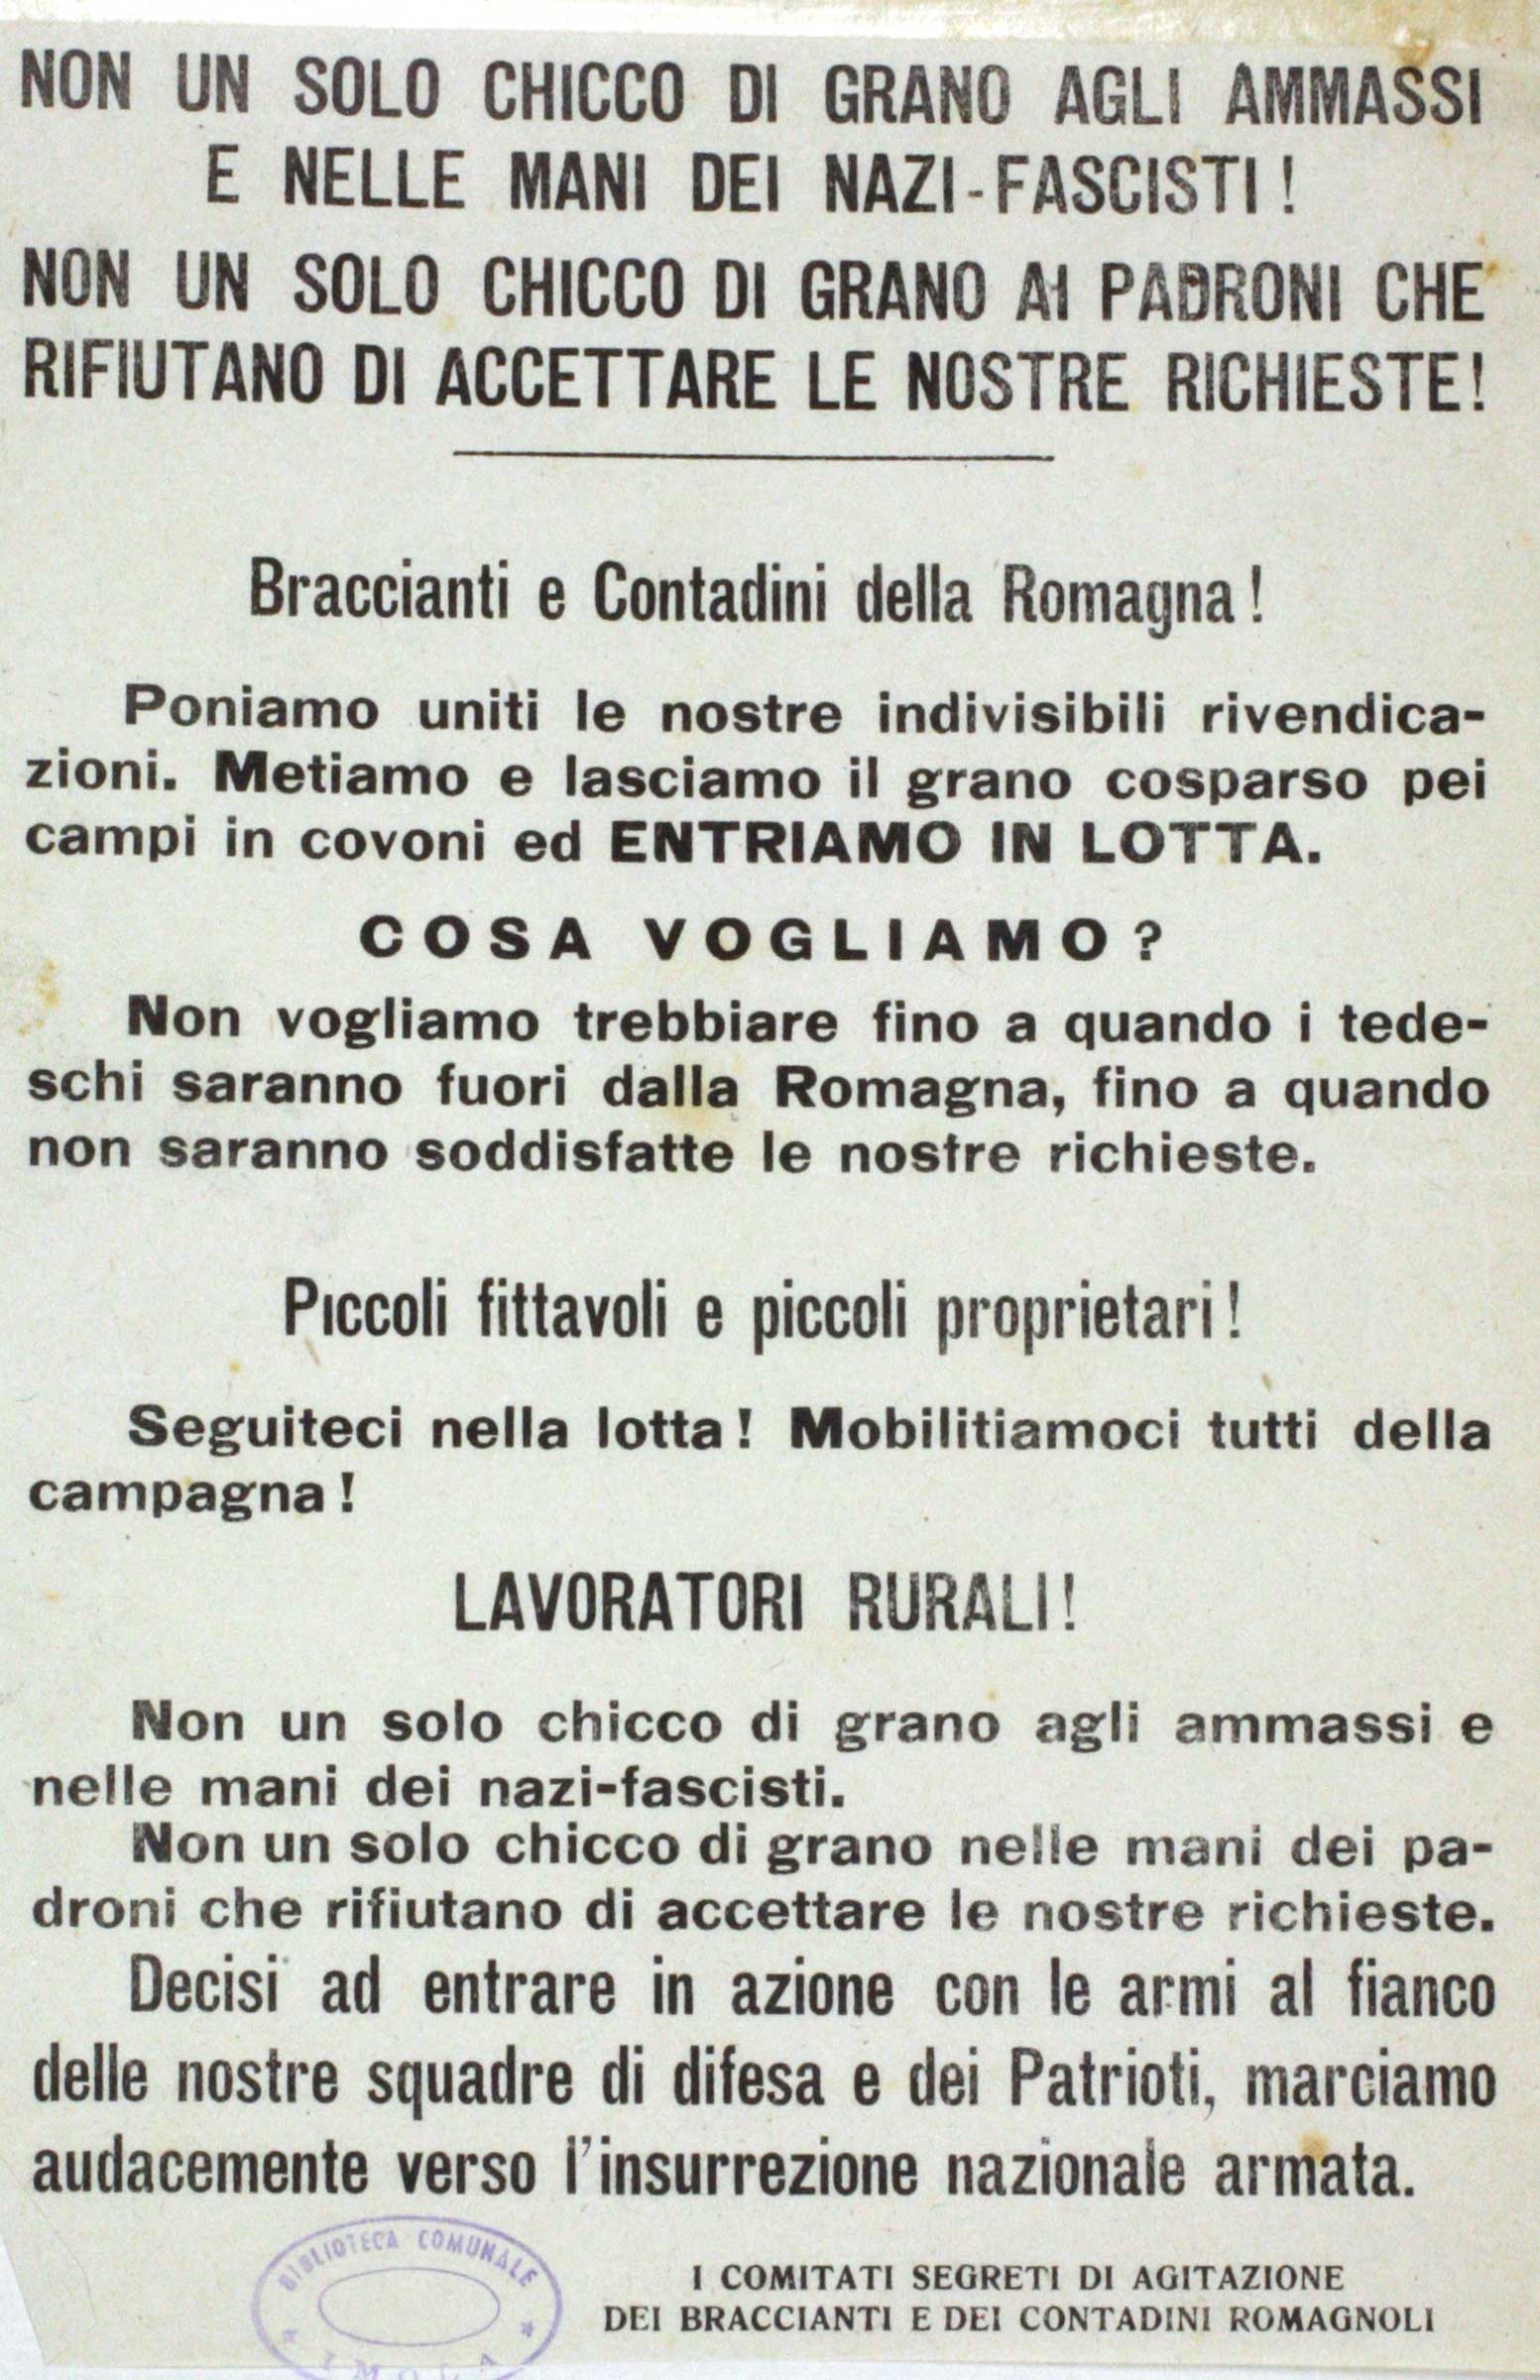 NON UN SOLO CHICCO DI GRANO AGLI AMMASSI
E NELLE MANI DEI NAZI-FASCISTI!
NON UN SOLO CHICCO DI GRANO AI PADRONI CHE
RIFIUTANO DI ACCETTARE LE NOSTRE RICHIESTE!
Braccianti e Contadini della Romagna!
Poniamo uniti le nostre indivisibili rivendica-
zioni. Metiamo e lasciamo il grano cosparso pei
campi in covoni ed ENTRIAMO IN LOTTA.
COSA VOGLIAMO?
Non vogliamo trebbiare fino a quando i tede-
schi saranno fuori dalla Romagna, fino a quando
non saranno soddisfatte le nostre richieste.
Piccoli fittavoli e piccoli proprietari!
Seguiteci nella lotta! Mobilitiamoci tutti della
campagna!
LAVORATORI RURALI!
Non un solo chicco di grano agli ammassi e
nelle mani dei nazi-fascisti.
Non un solo chicco di grano nelle mani dei pa-
droni che rifiutano di accettare le nostre richieste.
Decisi ad entrare in azione con le armi al fianco
delle nostre squadre di difesa e dei Patrioti, marciamo
audacemente verso l'insurrezione nazionale armata.
I COMITATI SEGRETI DI AGITAZIONE
DEI BRACCIANTI E DEI CONTADINI ROMAGNOLI
BIBLIOTECA COMUNALE
IMOLA